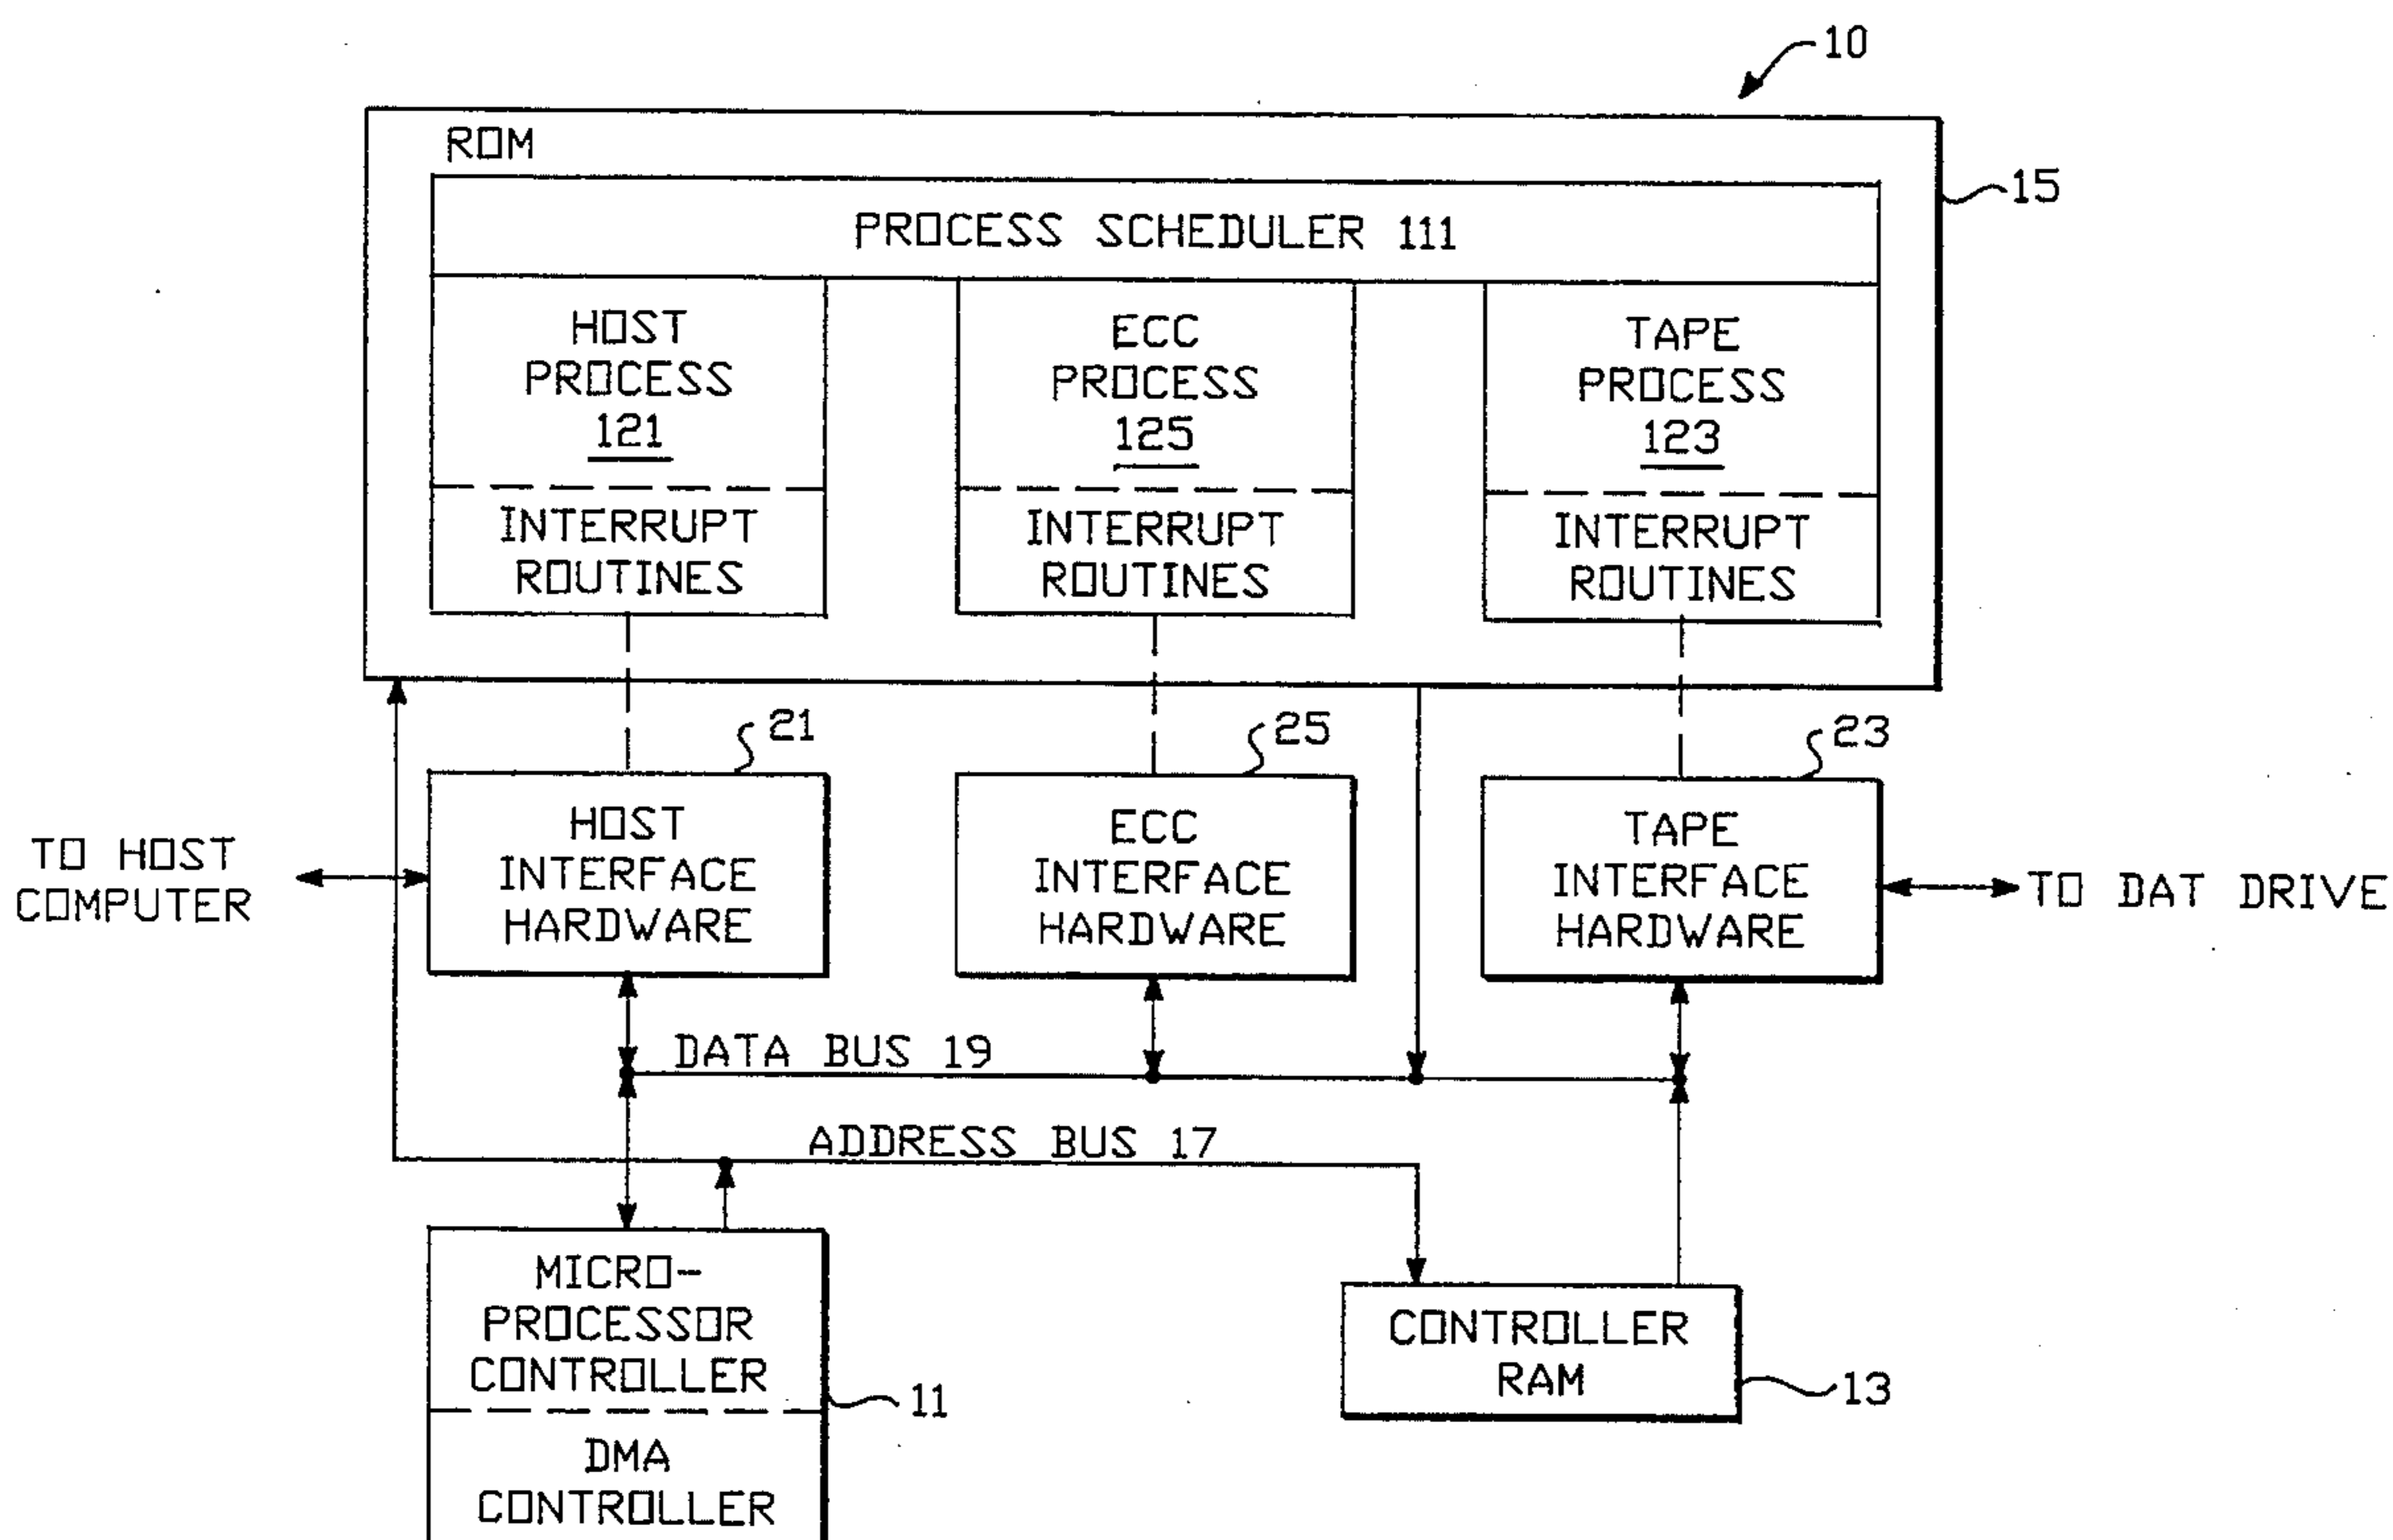 10
ROM
15
PROCESS SCHEDULER 111
HOST
PROCESS
121
INTERRUPT
ROUTINES
ECC
PROCESS
125
INTERRUPT
ROUTINES
TAPE
PROCESS
123
INTERRUPT
ROUTINES
21
25
23
TO HOST
COMPUTER
HOST
INTERFACE
HARDWARE
ECC
INTERFACE
HARDWARE
TAPE
INTERFACE
HARDWARE
TO DAT DRIVE
DATA BUS 19
ADDRESS BUS 17
MICRO-
PROCESSOR
CONTROLLER
11
DMA
CONTROLLER
CONTROLLER
RAM
13